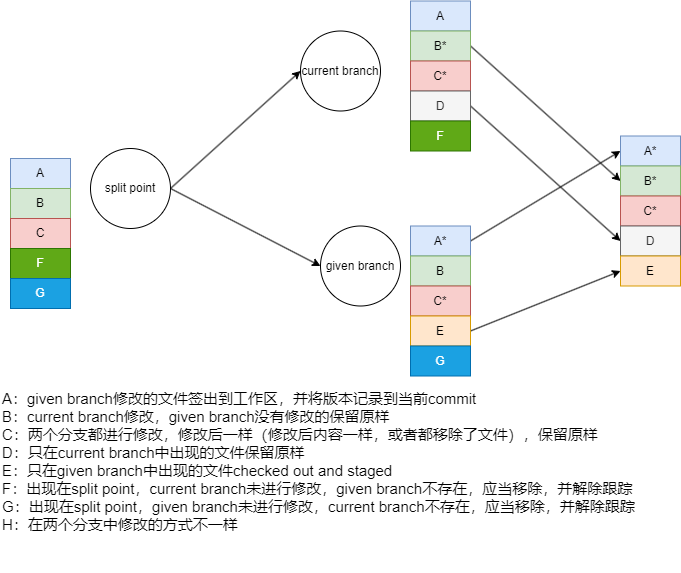 A
B
C
F
G
split point
current branch
A
B*
C*
D
F
given branch
A*
B
C*
E
G
A*
B*
C*
D
E
A：given branch修改的文件签出到工作区，并将版本记录到当前commit
B：current branch修改，given branch没有修改的保留原样
C：两个分支都进行修改，修改后一样（修改后内容一样，或者都移除了文件），保留原样
D：只在current branch中出现的文件保留原样
E：只在given branch中出现的文件checked out and staged
F：出现在split point，current branch未进行修改，given branch不存在，应当移除，并解除跟踪
G：出现在split point，given branch未进行修改，current branch不存在，应当移除，并解除跟踪
H：在两个分支中修改的方式不一样